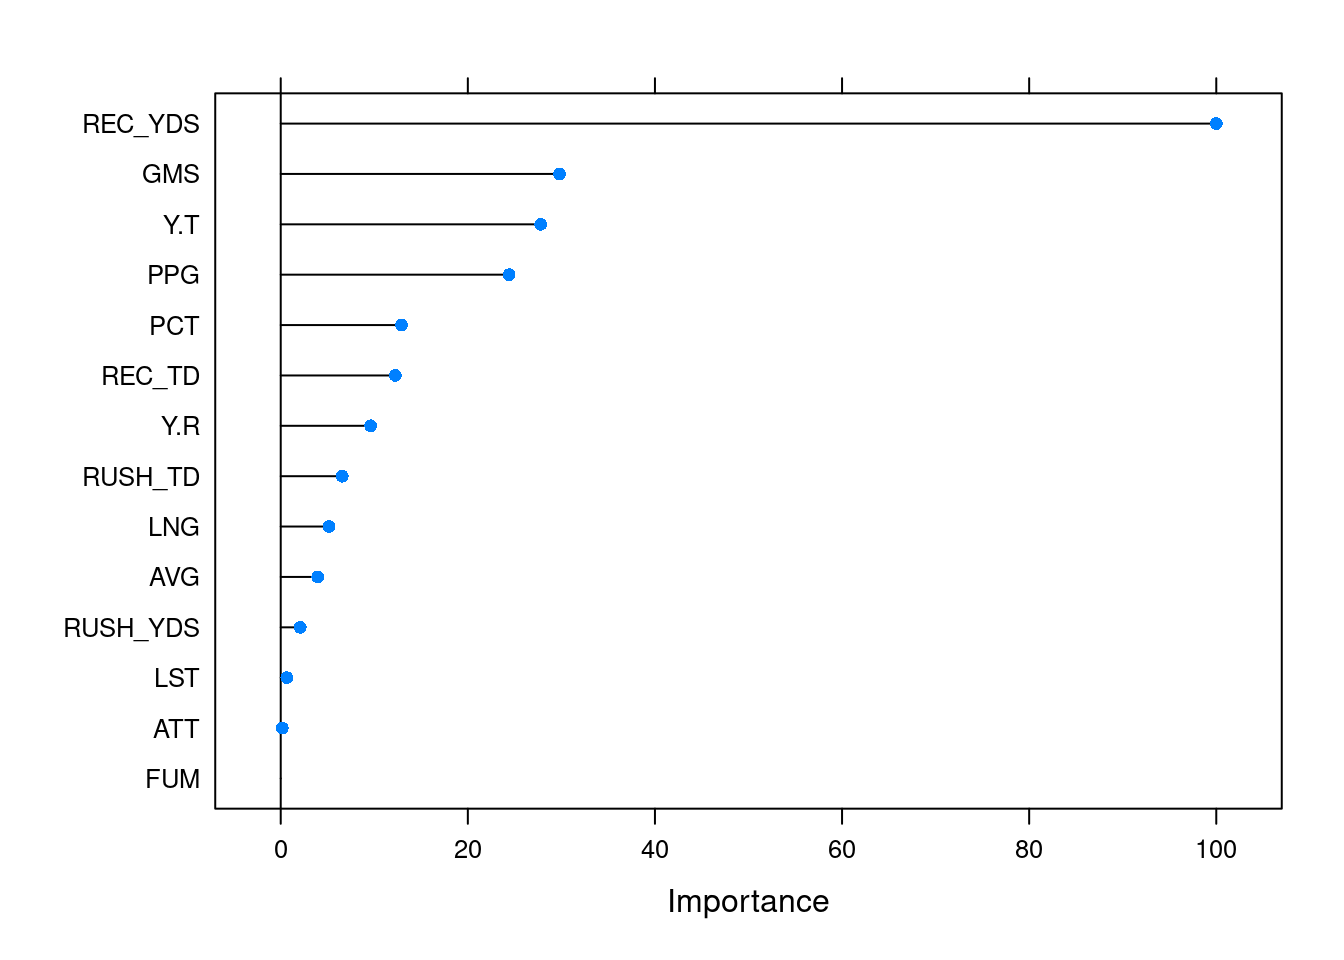 REC_YDS
GMS
Y.T
PPG
PCT
REC_TD
Y.R
RUSH_TD
LNG
AVG
RUSH_YDS
LST
ATT
FUM
0 20 40 60 80 100
Importance